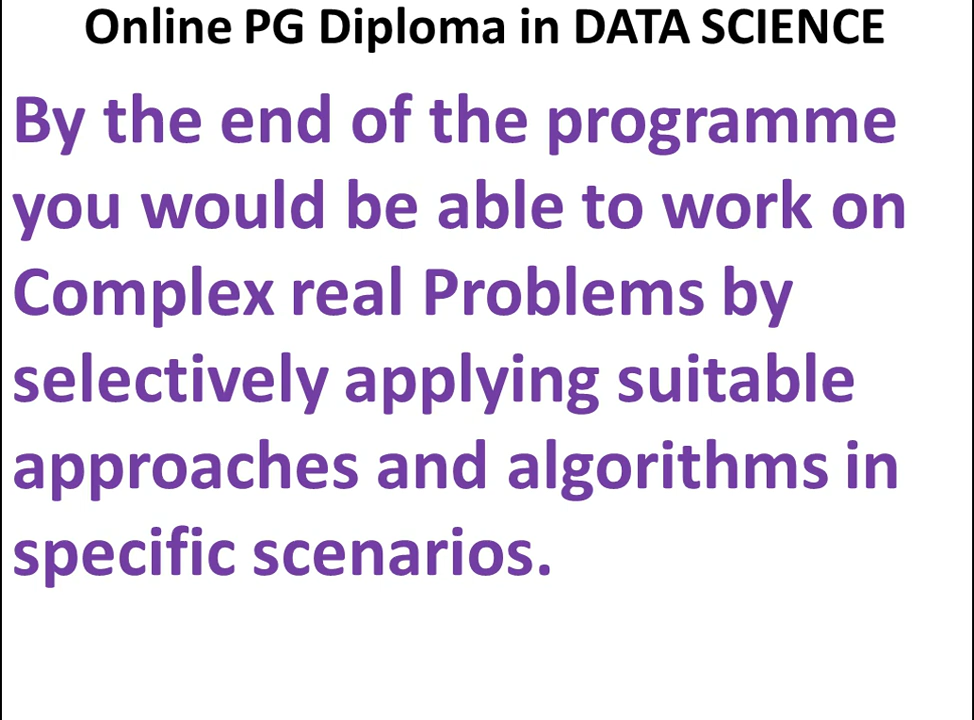 Online PG Diploma in DATA SCIENCE
By the end of the programme
you would be able to work on
Complex real Problems by
selectively applying suitable
approaches and algorithms in
specific scenarios.